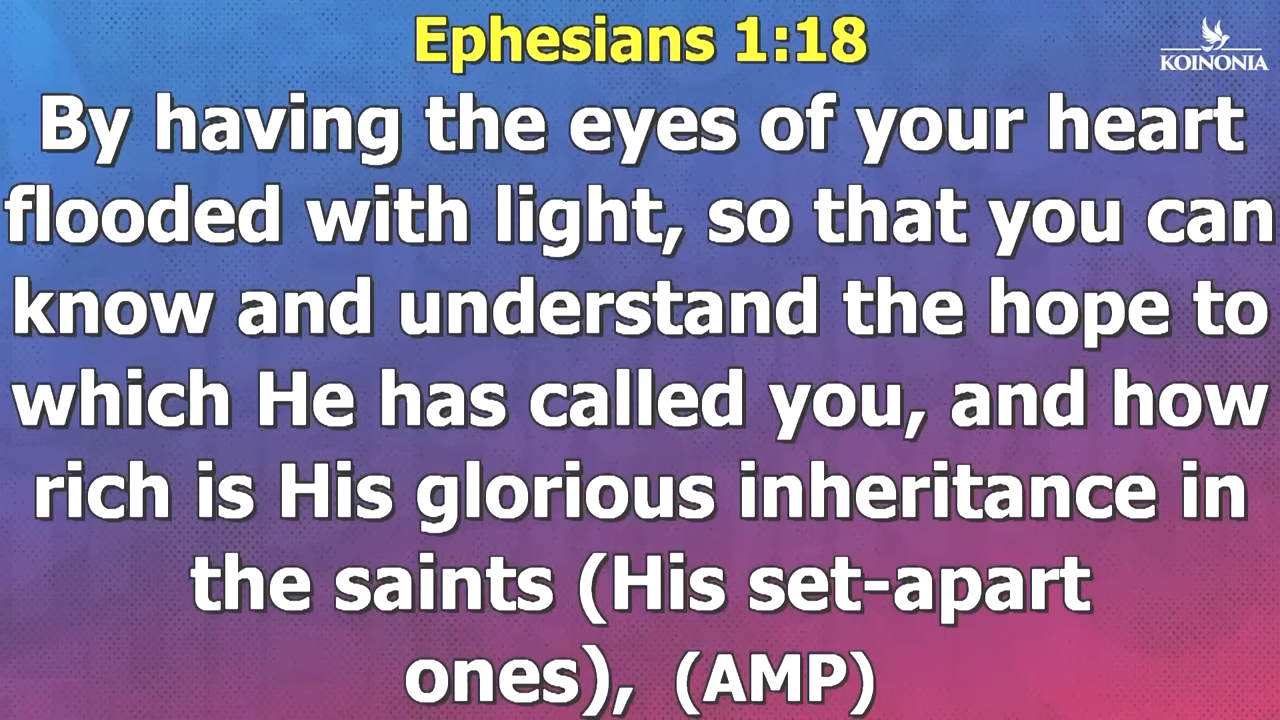 Ephesians 1:18
KOINONIA
By having the eyes of your heart
flooded with light, so that you can
know and understand the hope to
which He has called you, and how
rich is His glorious inheritance in
the saints (His set-apart
ones), (AMP)